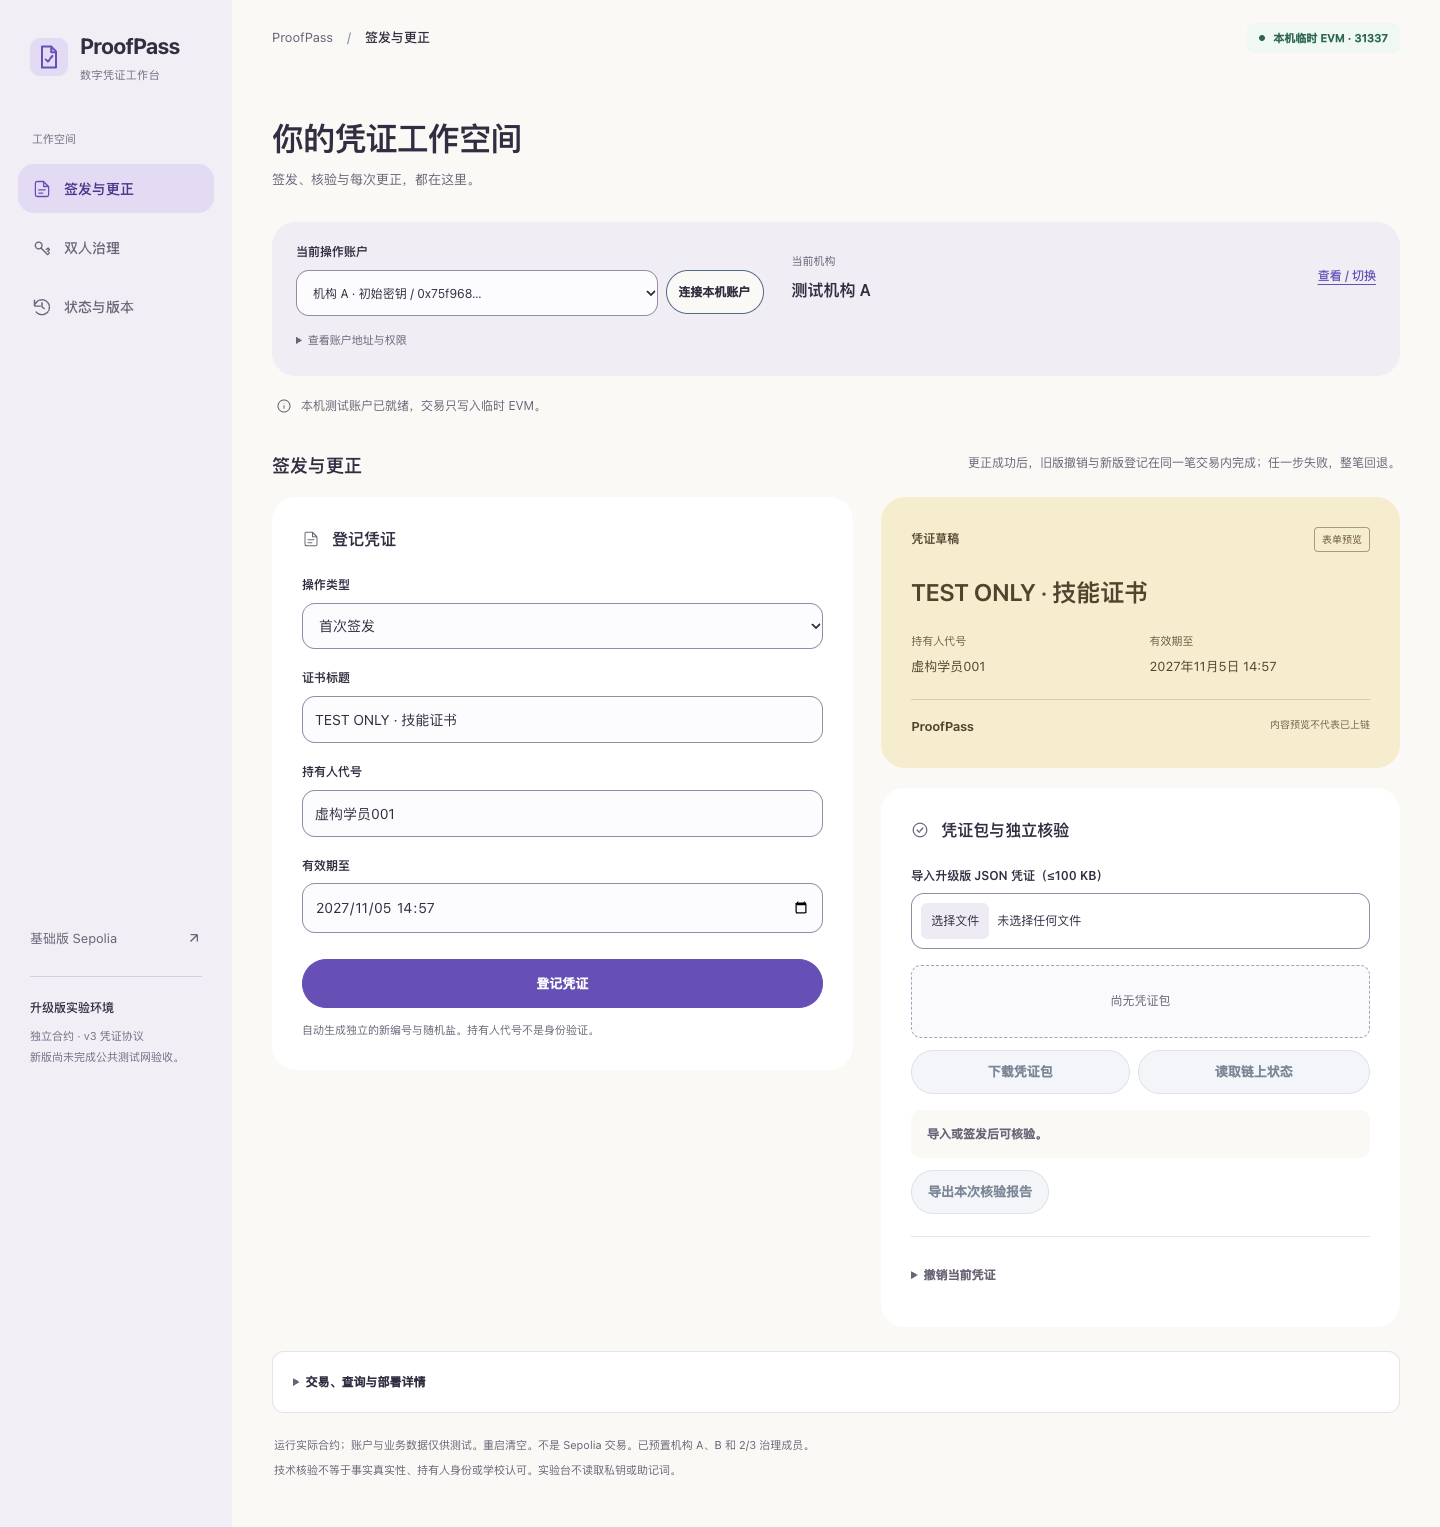 ProofPass
数字凭证工作台
工作空间
签发与更正
双人治理
状态与版本
基础版 Sepolia
升级版实验环境
独立合约 · v3 凭证协议
新版尚未完成公共测试网验收。
ProofPass / 签发与更正
本机临时 EVM · 31337
你的凭证工作空间
签发、核验与每次更正，都在这里。
当前操作账户
机构 A · 初始密钥 / 0x75f968...
连接本机账户
当前机构
测试机构 A
查看 / 切换
查看账户地址与权限
本机测试账户已就绪，交易只写入临时 EVM。
签发与更正
更正成功后，旧版撤销与新版登记在同一笔交易内完成；任一步失败，整笔回退。
登记凭证
操作类型
首次签发
证书标题
TEST ONLY · 技能证书
持有人代号
虚构学员001
有效期至
2027/11/05 14:57
登记凭证
自动生成独立的新编号与随机盐。持有人代号不是身份验证。
凭证草稿
表单预览
TEST ONLY · 技能证书
持有人代号
有效期至
虚构学员001
2027年11月5日 14:57
ProofPass
内容预览不代表已上链
凭证包与独立核验
导入升级版 JSON 凭证（≤100 KB）
选择文件 未选择任何文件
尚无凭证包
下载凭证包
读取链上状态
导入或签发后可核验。
导出本次核验报告
撤销当前凭证
交易、查询与部署详情
运行实际合约；账户与业务数据仅供测试。重启清空。不是 Sepolia 交易。已预置机构 A、B 和 2/3 治理成员。
技术核验不等于事实真实性、持有人身份或学校认可。实验台不读取私钥或助记词。